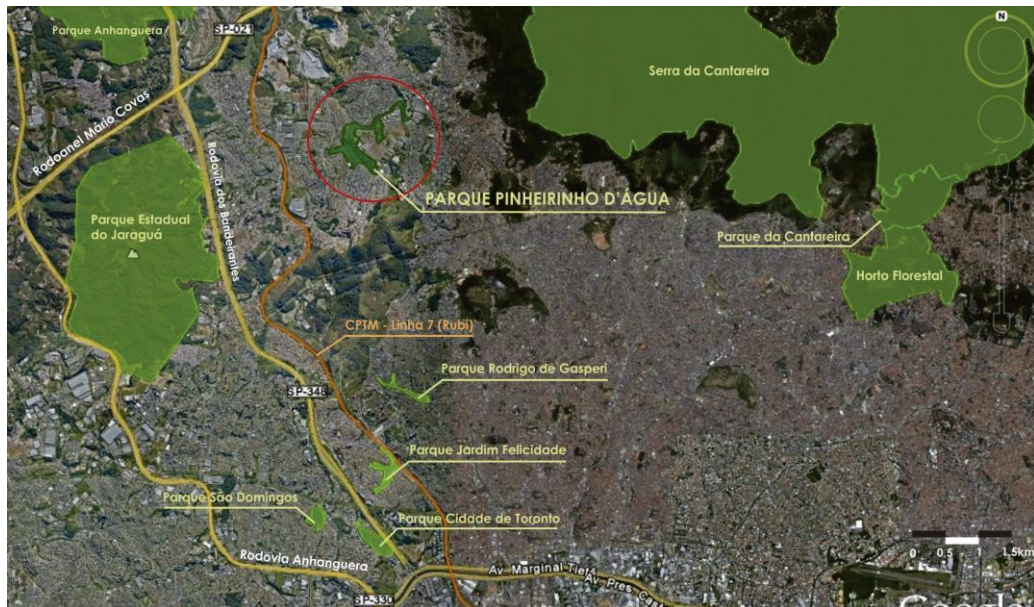 Parque Anhanguera
SP-021
N
Serra da Cantareira
Rodoanel Mário Covas
Rodovia dos Bandeirantes
PARQUE PINHEIRINHO D'ÁGUA
Parque Estadual
do Jaraguá
Parque da Cantareira
Horto Florestal
CPTM - Linha 7 (Rubi)
Parque Rodrigo de Gasperi
SP-348
Parque Jardim Felicidade
Parque São Domingos
Parque Cidade de Toronto
Rodovia Anhanguera
0 0.5 1 1.5km
Av. Marginal Tietê
Av. Pres. Cast
SP-330